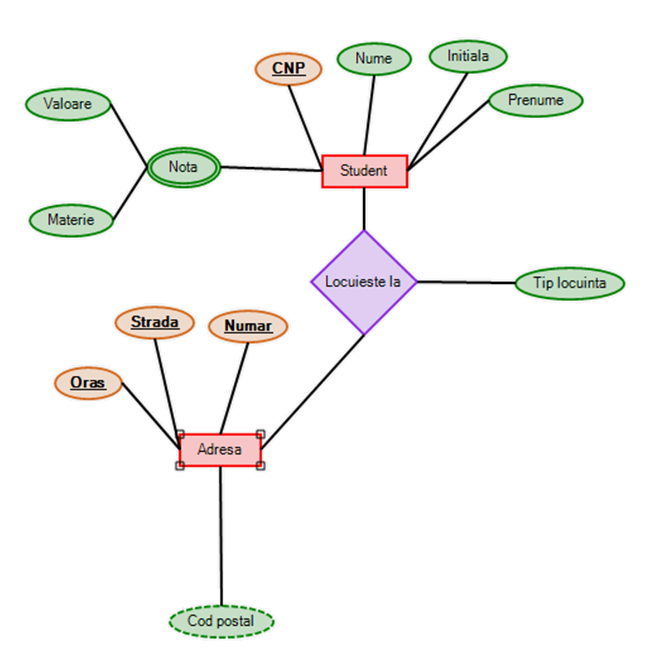 CNP
Nume
Initiala
Prenume
Valoare
Nota
Student
Materie
Locuieste la
Tip locuinta
Strada
Numar
Oras
Adresa
Cod postal